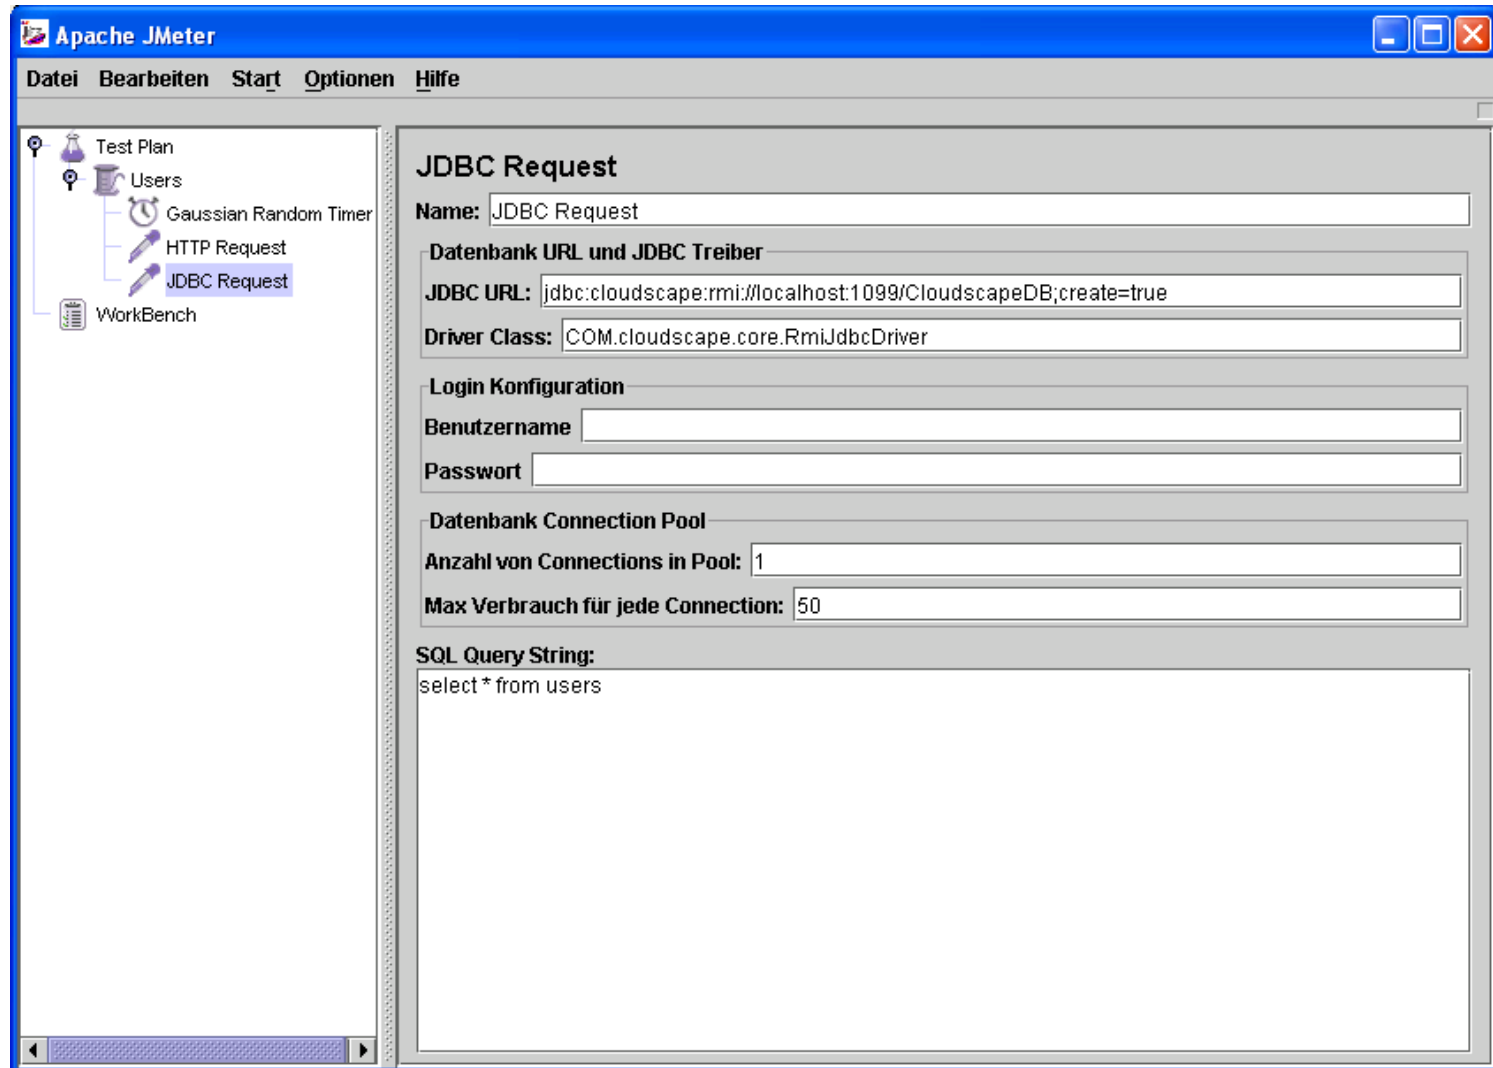 Apache JMeter
Datei Bearbeiten Start Optionen Hilfe
Test Plan
Users
Gaussian Random Timer
HTTP Request
JDBC Request
WorkBench
JDBC Request
Name: JDBC Request
Datenbank URL und JDBC Treiber
JDBC URL: jdbc:cloudscape:rmi://localhost:1099/CloudscapeDB;create=true
Driver Class: COM.cloudscape.core.RmiJdbcDriver
Login Konfiguration
Benutzername
Passwort
Datenbank Connection Pool
Anzahl von Connections in Pool: 1
Max Verbrauch für jede Connection: 50
SQL Query String:
select * from users